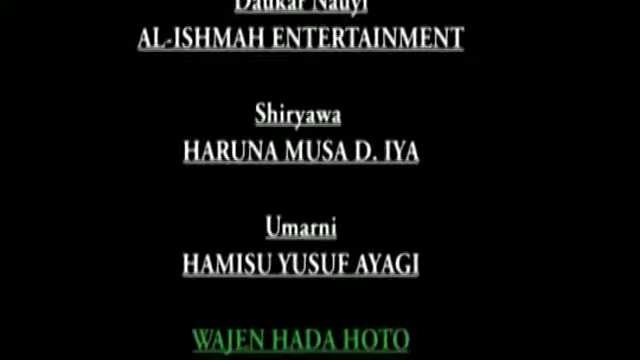 Daukar Nauyi
AL-ISHMAH ENTERTAINMENT
Shiryawa
HARUNA MUSA D. IYA
Umarni
HAMISU YUSUF AYAGI
WAJEN HADA HOTO